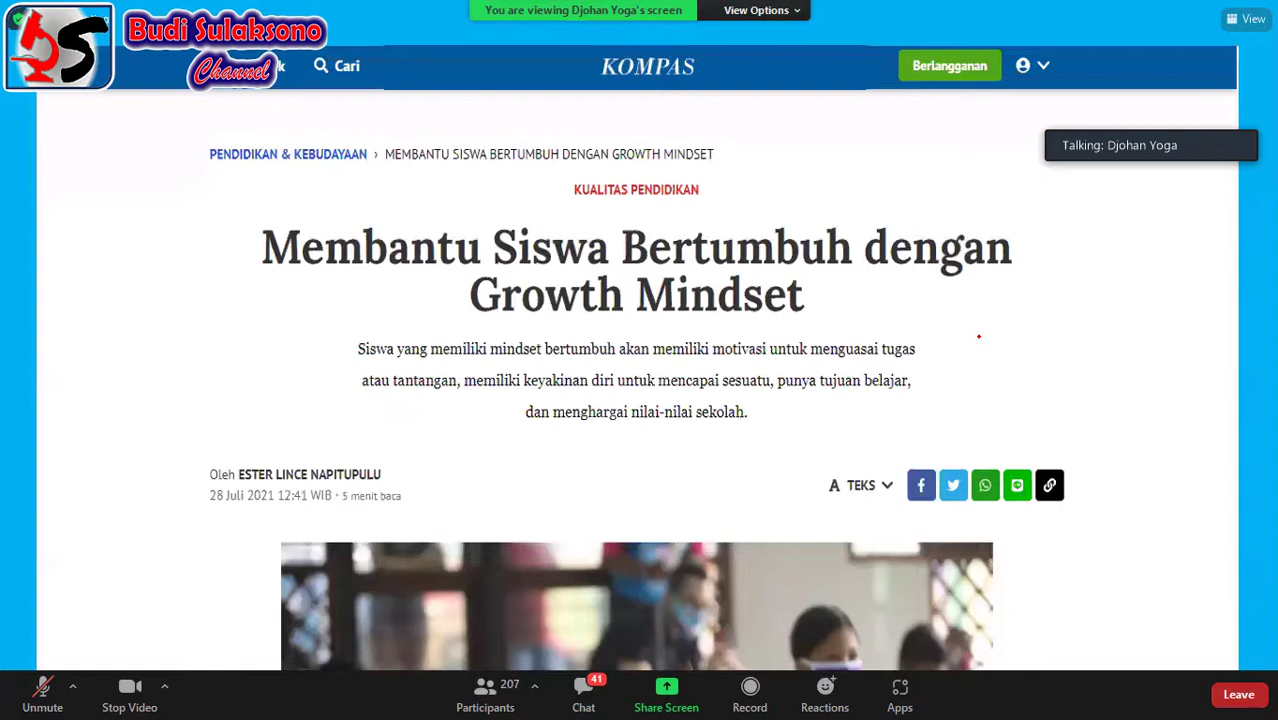 You are viewing Djohan Yoga's screen
View Options
View
Budi Sulaksono
Channel
S
k
Cari
KOMPAS
Berlangganan
PENDIDIKAN & KEBUDAYAAN › MEMBANTU SISWA BERTUMBUH DENGAN GROWTH MINDSET
Talking: Djohan Yoga
KUALITAS PENDIDIKAN
Membantu Siswa Bertumbuh dengan
Growth Mindset
Siswa yang memiliki mindset bertumbuh akan memiliki motivasi untuk menguasai tugas
atau tantangan, memiliki keyakinan diri untuk mencapai sesuatu, punya tujuan belajar,
dan menghargai nilai-nilai sekolah.
Oleh ESTER LINCE NAPITUPULU
28 Juli 2021 12:41 WIB · 5 menit baca
A TEKS
Unmute
Stop Video
207
Participants
41
Chat
Share Screen
Record
Reactions
Apps
Leave